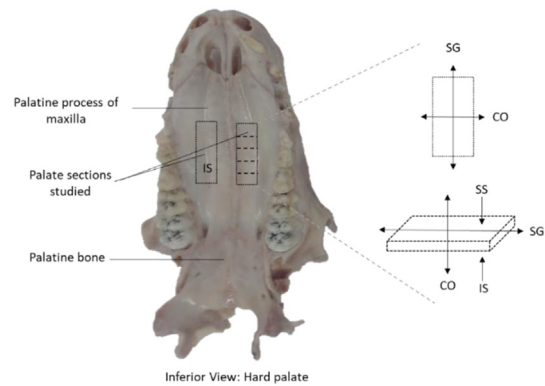 SG
CO
Palatine process of
maxilla
Palate sections
studied
IS
SS
SG
CO
IS
Palatine bone
Inferior View: Hard palate